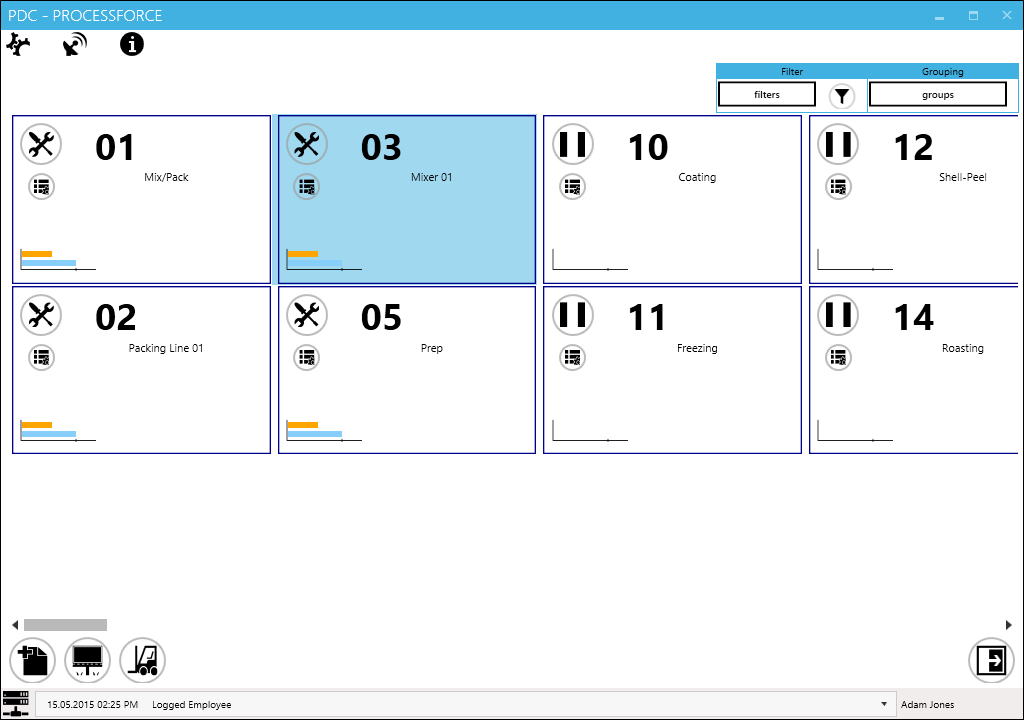 PDC - PROCESSFORCE
Filter
Grouping
filters
groups
01
Mix/Pack
03
Mixer 01
10
Coating
12
Shell-Peel
02
Packing Line 01
05
Prep
11
Freezing
14
Roasting
15.05.2015 02:25 PM Logged Employee Adam Jones